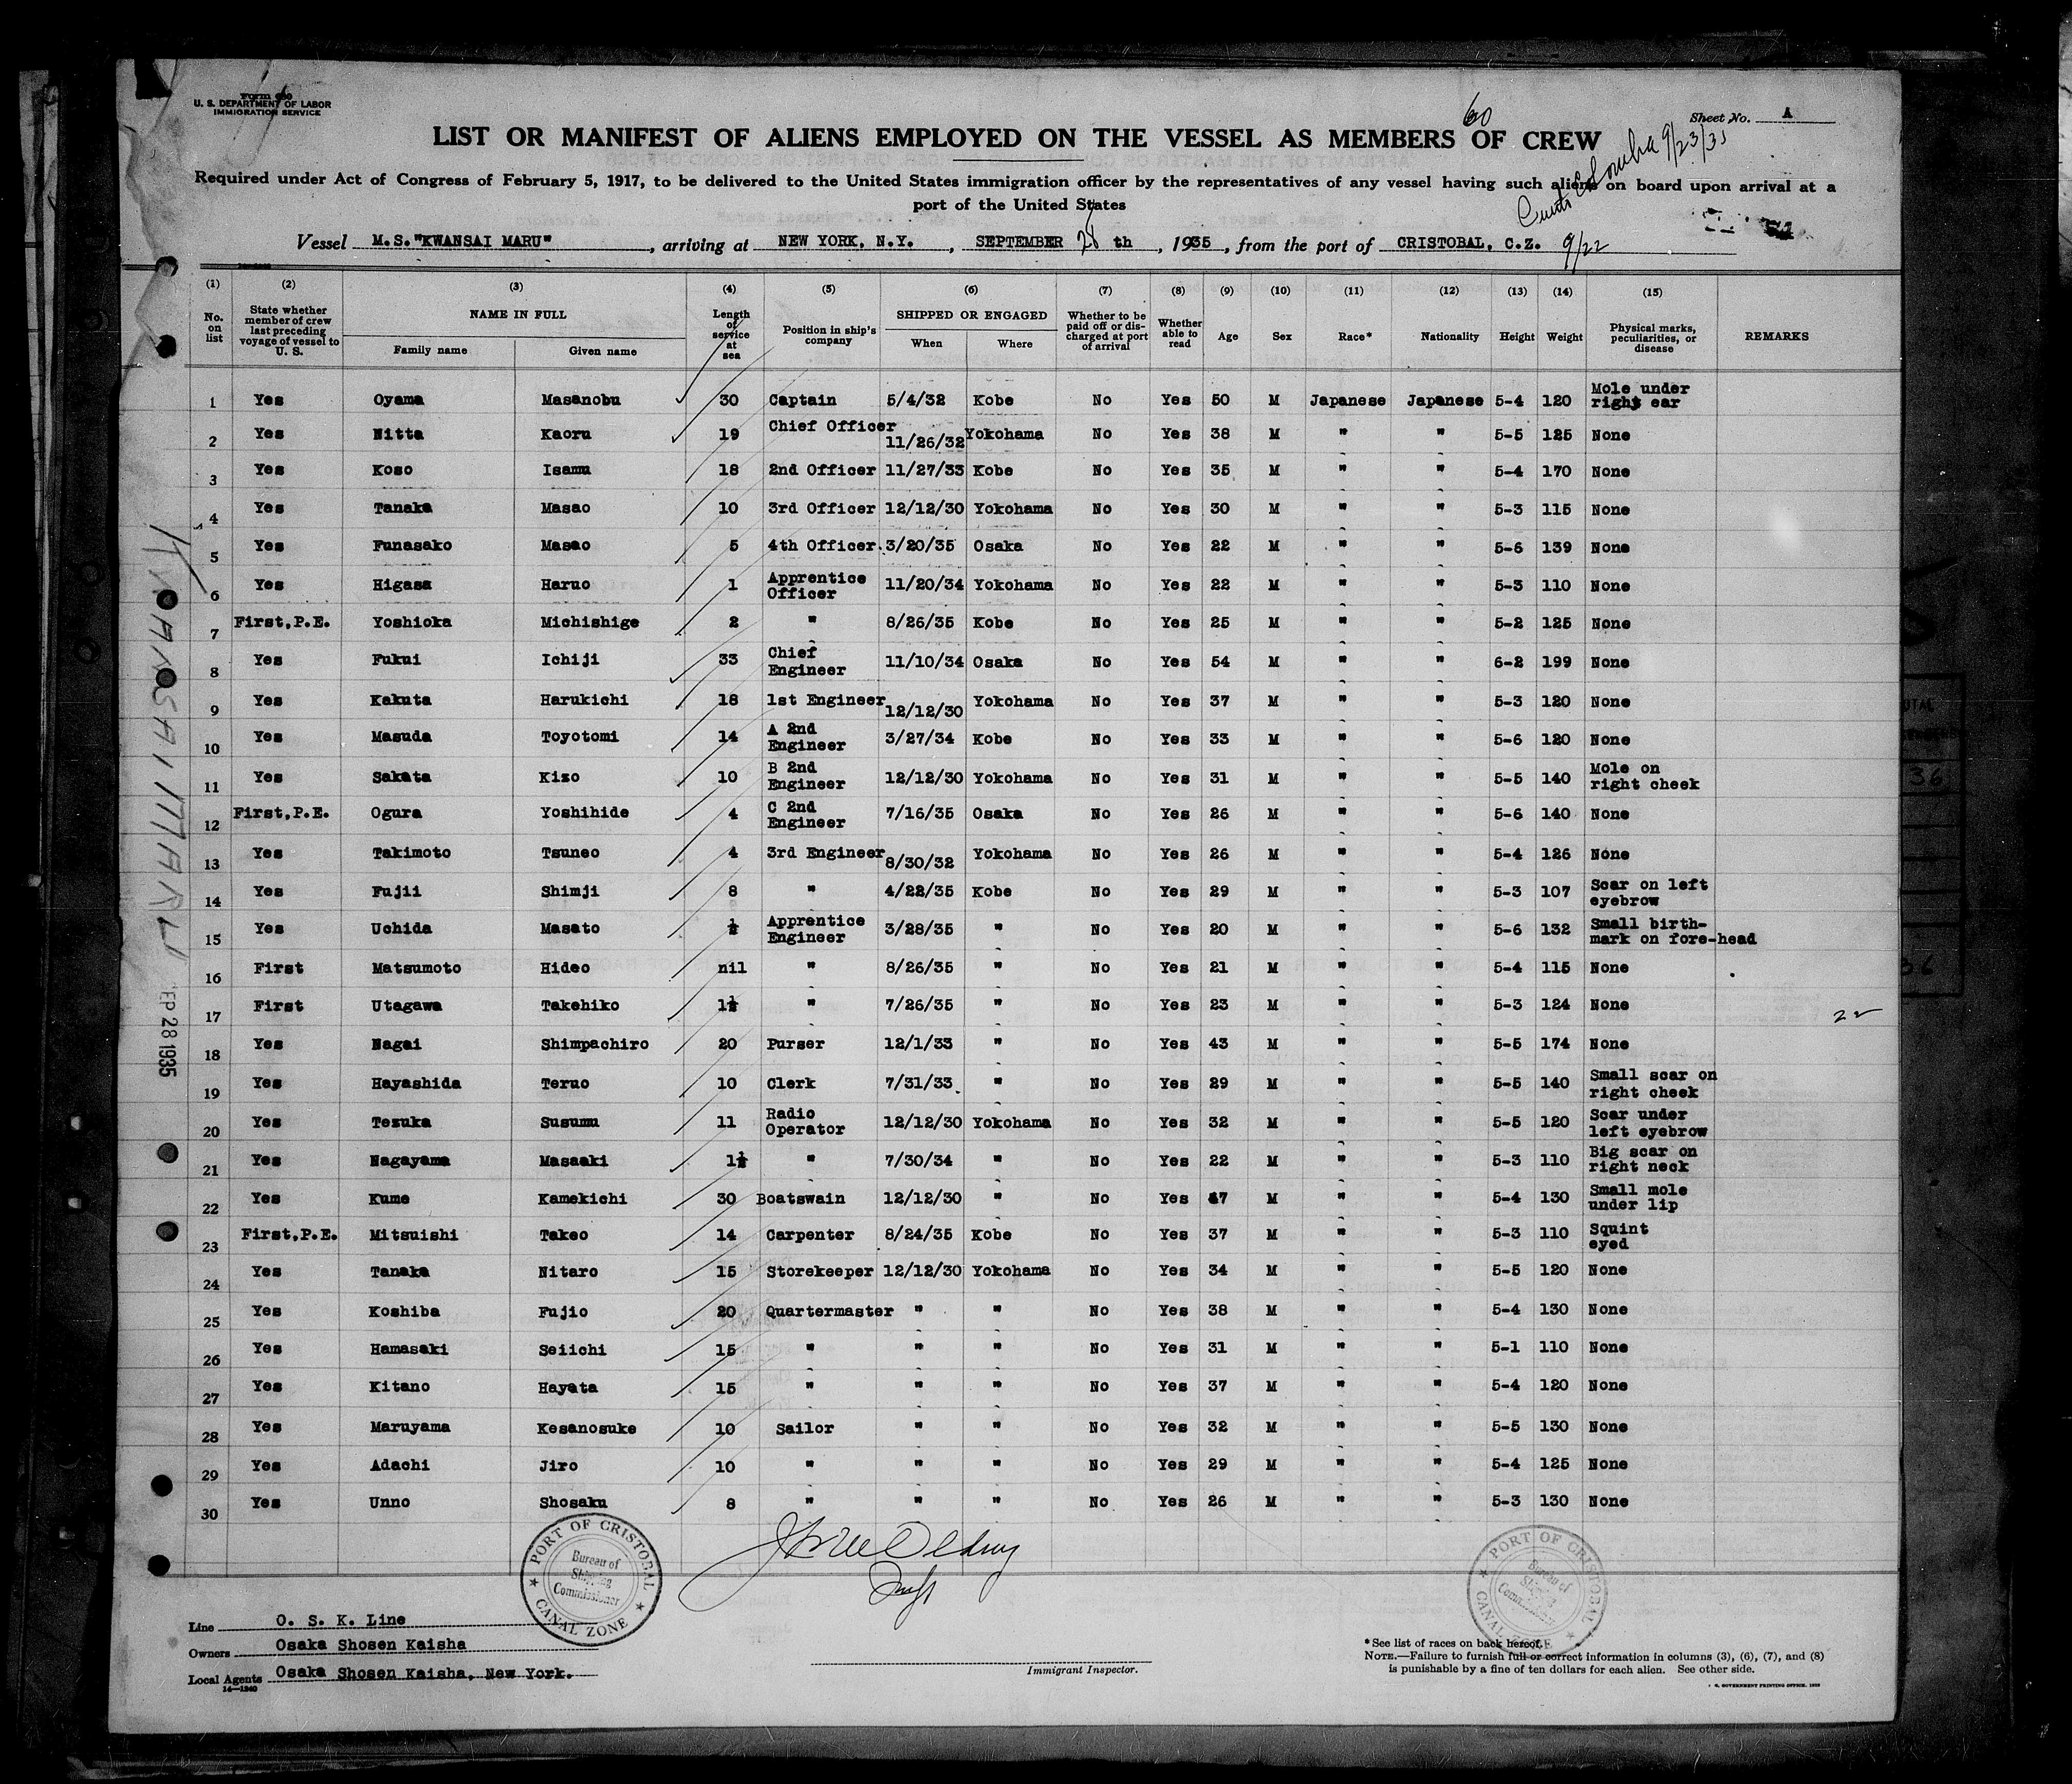 U. S. DEPARTMENT OF LABOR
IMMIGRATION SERVICE
60
Sheet No. A
LIST OR MANIFEST OF ALIENS EMPLOYED ON THE VESSEL AS MEMBERS OF CREW
9/23/35
Required under Act of Congress of February 5, 1917, to be delivered to the United States immigration officer by the representatives of any vessel having such aliens on board upon arrival at a
port of the United States
Vessel M.S."KWANSAI MARU", arriving at NEW YORK, N.Y., SEPTEMBER 28 th, 1935, from the port of CRISTOBAL, C.Z. 9/22
(1) (2) (3) (4) (5) (6) (7) (8) (9) (10) (11) (12) (13) (14) (15)
No. on list State whether member of crew last preceding voyage of vessel to U. S. NAME IN FULL Family name Given name Length of service at sea Position in ship's company SHIPPED OR ENGAGED When Where Whether to be paid off or discharged at port of arrival Whether able to read Age Sex Race* Nationality Height Weight Physical marks, peculiarities, or disease REMARKS
1 Yes Oyama Masanobu 30 Captain 5/4/32 Kobe No Yes 50 M Japanese Japanese 5-4 120 Mole under right ear
2 Yes Nitta Kaoru 19 Chief Officer 11/26/32 Yokohama No Yes 38 M " " 5-5 125 None
3 Yes Koso Isamu 18 2nd Officer 11/27/33 Kobe No Yes 35 M " " 5-4 170 None
4 Yes Tanaka Masao 10 3rd Officer 12/12/30 Yokohama No Yes 30 M " " 5-3 115 None
5 Yes Funasako Masao 5 4th Officer 3/20/35 Osaka No Yes 22 M " " 5-6 139 None
6 Yes Higasa Haruo 1 Apprentice Officer 11/20/34 Yokohama No Yes 22 M " " 5-3 110 None
7 First,P.E. Yoshioka Michishige 2 " 8/26/35 Kobe No Yes 25 M " " 5-2 125 None
8 Yes Fukui Ichiji 33 Chief Engineer 11/10/34 Osaka No Yes 54 M " " 6-2 199 None
9 Yes Kakuta Harukichi 18 1st Engineer 12/12/30 Yokohama No Yes 37 M " " 5-3 120 None
10 Yes Masuda Toyotomi 14 A 2nd Engineer 3/27/34 Kobe No Yes 33 M " " 5-6 120 None
11 Yes Sakata Kizo 10 B 2nd Engineer 12/12/30 Yokohama No Yes 31 M " " 5-5 140 Mole on right cheek
12 First,P.E. Ogura Yoshihide 4 C 2nd Engineer 7/16/35 Osaka No Yes 26 M " " 5-6 140 None
13 Yes Takimoto Tsuneo 4 3rd Engineer 8/30/32 Yokohama No Yes 26 M " " 5-4 126 None
14 Yes Fujii Shimji 8 " 4/22/35 Kobe No Yes 29 M " " 5-3 107 Scar on left eyebrow
15 Yes Uchida Masato ½ Apprentice Engineer 3/28/35 " No Yes 20 M " " 5-6 132 Small birth-mark on fore-head
16 First Matsumoto Hideo nil " 8/26/35 " No Yes 21 M " " 5-4 115 None
17 First Utagawa Takehiko 1½ " 7/26/35 " No Yes 23 M " " 5-3 124 None 22
18 Yes Nagai Shimpachiro 20 Purser 12/1/33 " No Yes 43 M " " 5-5 174 None
19 Yes Hayashida Teruo 10 Clerk 7/31/33 " No Yes 29 M " " 5-5 140 Small scar on right cheek
20 Yes Tezuka Susumu 11 Radio Operator 12/12/30 Yokohama No Yes 32 M " " 5-5 120 Scar under left eyebrow
21 Yes Nagayama Masaaki 1½ " 7/30/34 " No Yes 22 M " " 5-3 110 Big scar on right neck
22 Yes Kume Kamekichi 30 Boatswain 12/12/30 " No Yes 47 M " " 5-4 130 Small mole under lip
23 First,P.E. Mitsuishi Takeo 14 Carpenter 8/24/35 Kobe No Yes 37 M " " 5-3 110 Squint eyed
24 Yes Tanaka Nitaro 15 Storekeeper 12/12/30 Yokohama No Yes 34 M " " 5-5 120 None
25 Yes Koshiba Fujio 20 Quartermaster " " No Yes 38 M " " 5-4 130 None
26 Yes Hamasaki Seiichi 15 " " " No Yes 31 M " " 5-1 110 None
27 Yes Kitano Hayata 15 " " " No Yes 37 M " " 5-4 120 None
28 Yes Maruyama Kesanosuke 10 Sailor " " No Yes 32 M " " 5-5 130 None
29 Yes Adachi Jiro 10 " " " No Yes 29 M " " 5-4 125 None
30 Yes Unno Shosaku 8 " " " No Yes 26 M " " 5-3 130 None
KWANSAI MARU
SEP 28 1935
PORT OF CRISTOBAL
Bureau of
Shipping
Commissioner
CANAL ZONE
PORT OF CRISTOBAL
Bureau of
Shipping
Commissioner
CANAL ZONE
Line O. S. K. Line
Owners Osaka Shosen Kaisha
Local Agents Osaka Shosen Kaisha, New York.
14—1240
Immigrant Inspector.
*See list of races on back hereof.
NOTE.—Failure to furnish full or correct information in columns (3), (6), (7), and (8)
is punishable by a fine of ten dollars for each alien. See other side.